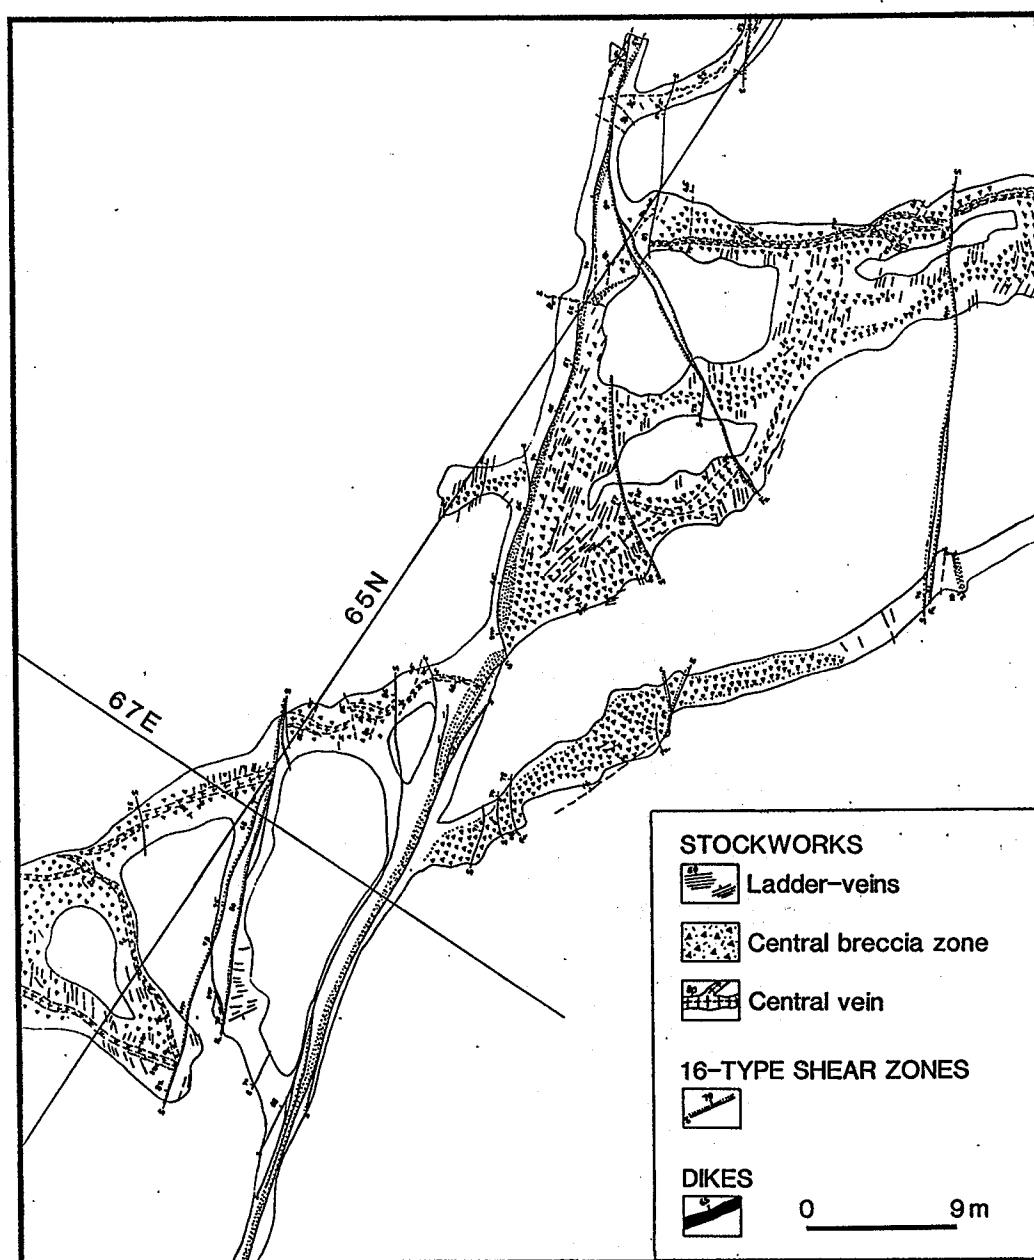 65N
67E
STOCKWORKS
Ladder-veins
Central breccia zone
Central vein
16-TYPE SHEAR ZONES
DIKES
0 9m